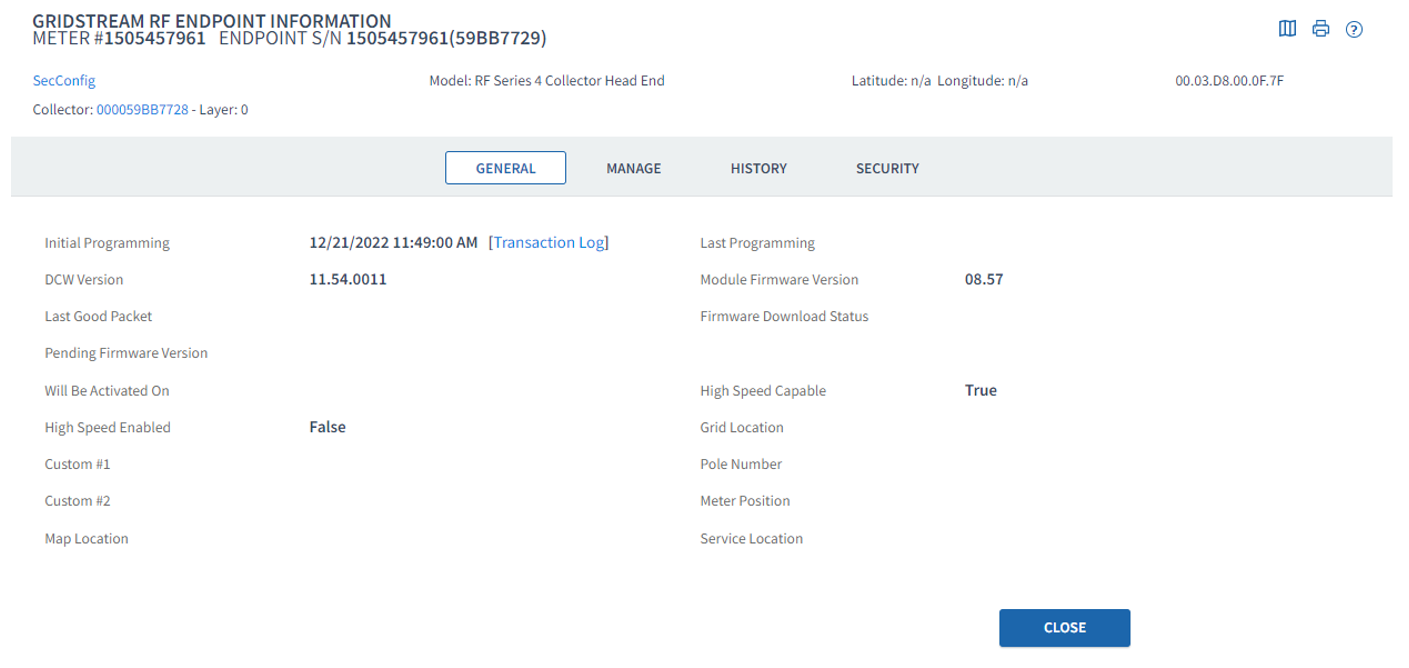 GRIDSTREAM RF ENDPOINT INFORMATION
METER #1505457961 ENDPOINT S/N 1505457961(59BB7729)
SecConfig Model: RF Series 4 Collector Head End Latitude: n/a Longitude: n/a 00.03.D8.00.0F.7F
Collector: 000059BB7728 - Layer: 0
GENERAL MANAGE HISTORY SECURITY
Initial Programming 12/21/2022 11:49:00 AM [Transaction Log] Last Programming
DCW Version 11.54.0011 Module Firmware Version 08.57
Last Good Packet Firmware Download Status
Pending Firmware Version
Will Be Activated On High Speed Capable True
High Speed Enabled False Grid Location
Custom #1 Pole Number
Custom #2 Meter Position
Map Location Service Location
CLOSE